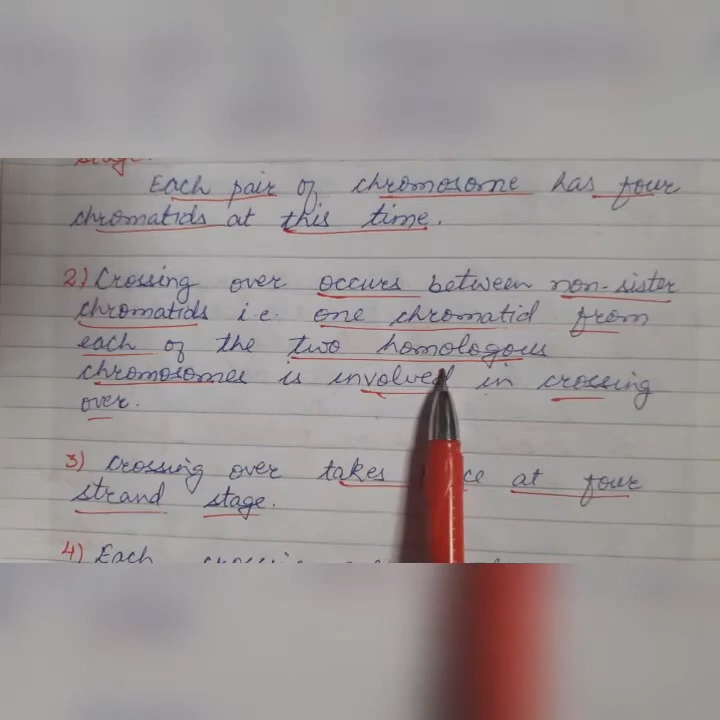 stage.
Each pair of chromosome has four
chromatids at this time.
2) Crossing over occurs between non-sister
chromatids i.e. one chromatid from
each of the two homologous
chromosomes is involved in crossing
over.
3) Crossing over takes at four
strand stage.
4) Each